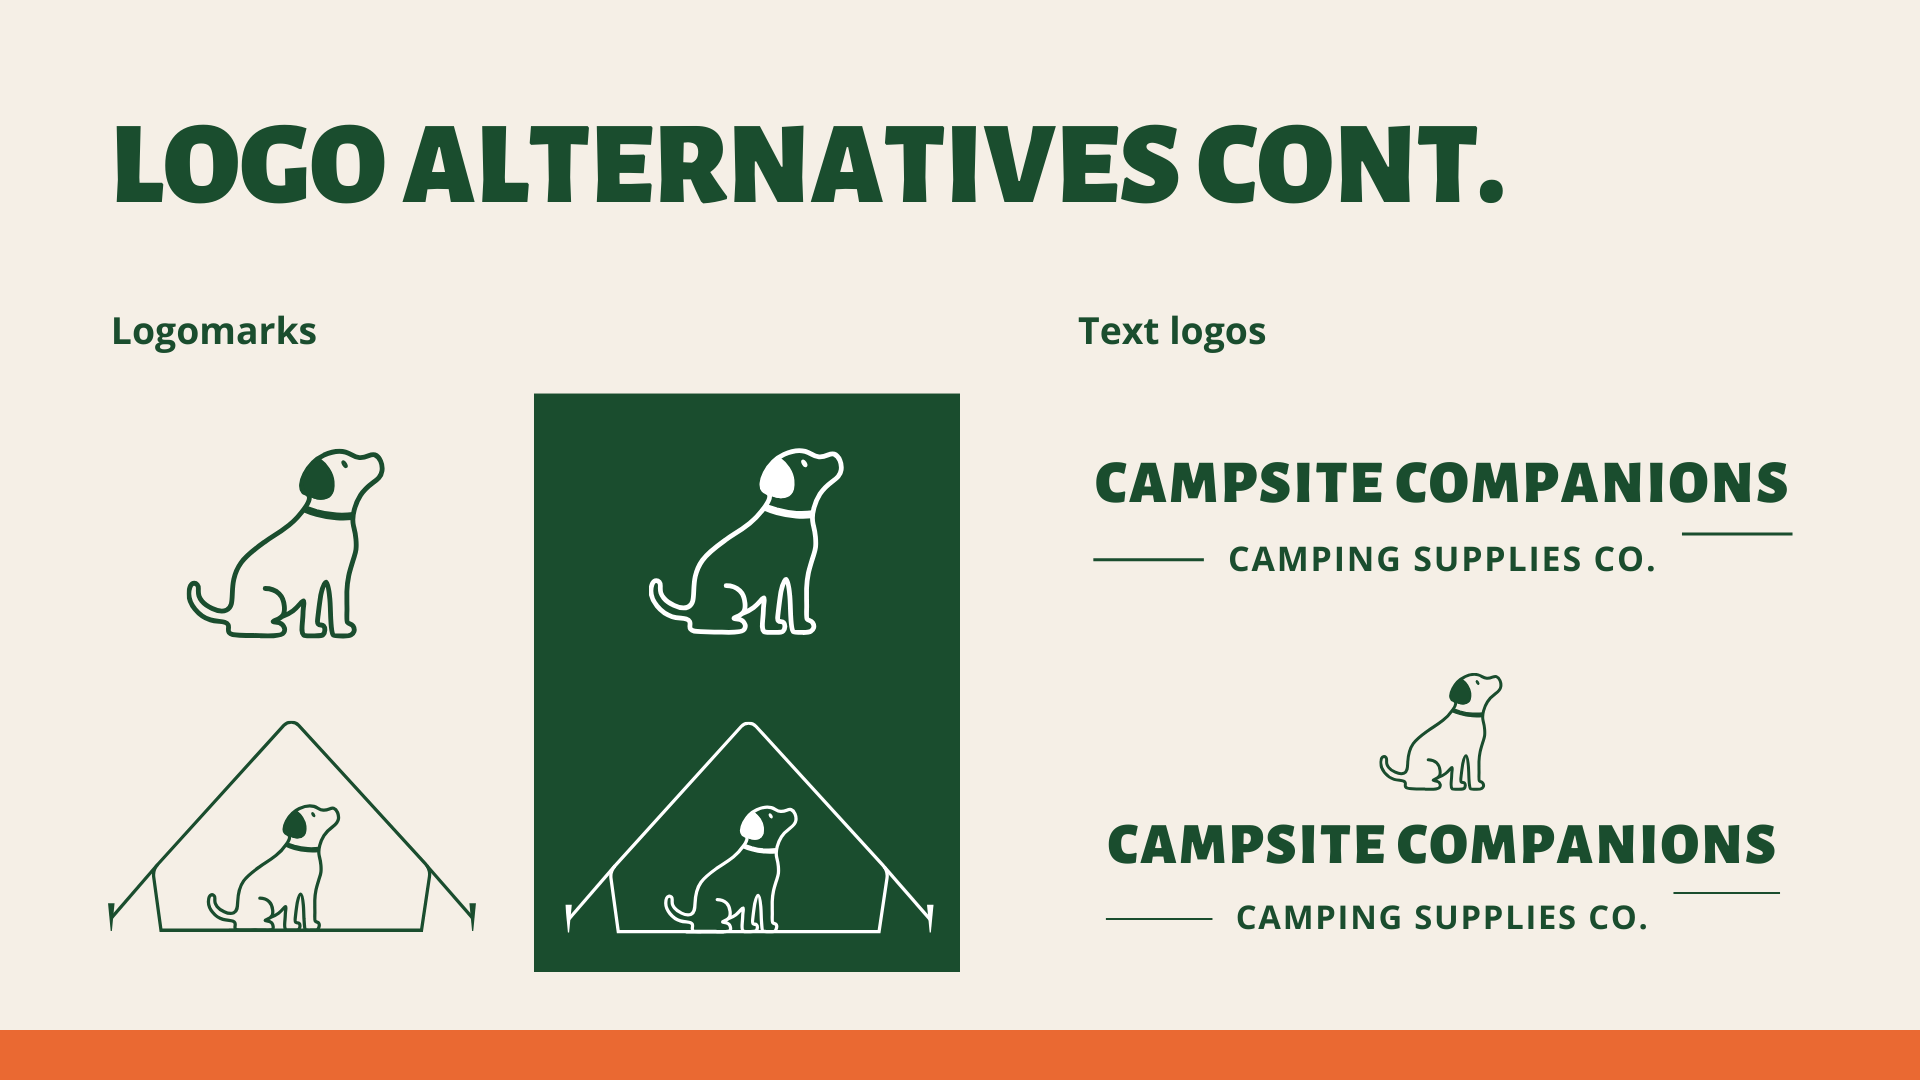 LOGO ALTERNATIVES CONT.
Logomarks
Text logos
CAMPSITE COMPANIONS
CAMPING SUPPLIES CO.
CAMPSITE COMPANIONS
CAMPING SUPPLIES CO.